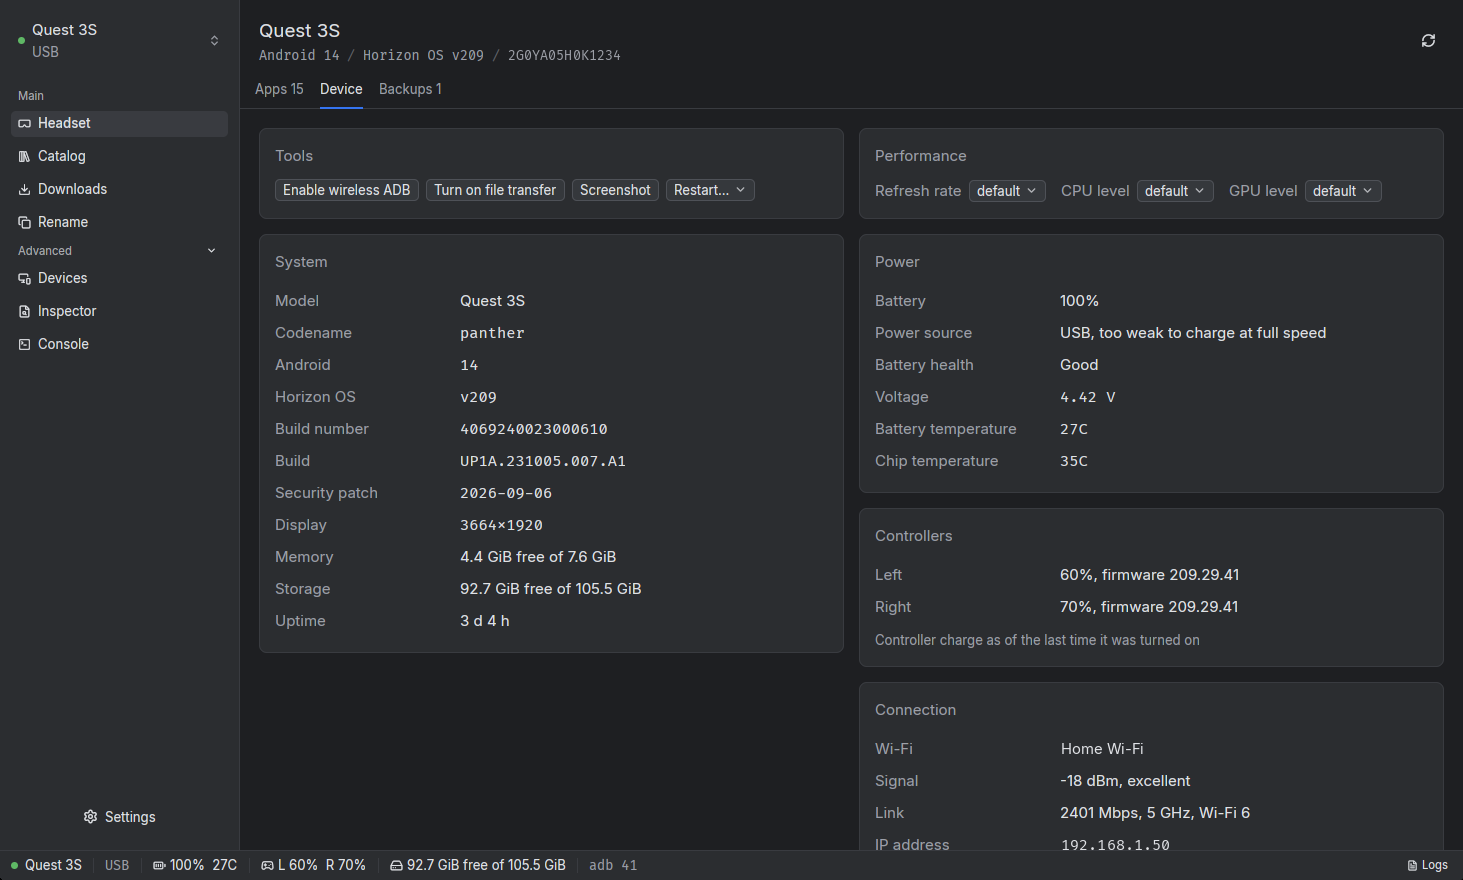 Quest 3S
USB
Main
Headset
Catalog
Downloads
Rename
Advanced
Devices
Inspector
Console
Settings
Quest 3S
Android 14 / Horizon OS v209 / 2G0YA05H0K1234
Apps 15 Device Backups 1
Tools
Enable wireless ADB Turn on file transfer Screenshot Restart...
Performance
Refresh rate default CPU level default GPU level default
System
Model Quest 3S
Codename panther
Android 14
Horizon OS v209
Build number 4069240023000610
Build UP1A.231005.007.A1
Security patch 2026-09-06
Display 3664×1920
Memory 4.4 GiB free of 7.6 GiB
Storage 92.7 GiB free of 105.5 GiB
Uptime 3 d 4 h
Power
Battery 100%
Power source USB, too weak to charge at full speed
Battery health Good
Voltage 4.42 V
Battery temperature 27C
Chip temperature 35C
Controllers
Left 60%, firmware 209.29.41
Right 70%, firmware 209.29.41
Controller charge as of the last time it was turned on
Connection
Wi-Fi Home Wi-Fi
Signal -18 dBm, excellent
Link 2401 Mbps, 5 GHz, Wi-Fi 6
IP address 192.168.1.50
Quest 3S USB 100% 27C L 60% R 70% 92.7 GiB free of 105.5 GiB adb 41 Logs